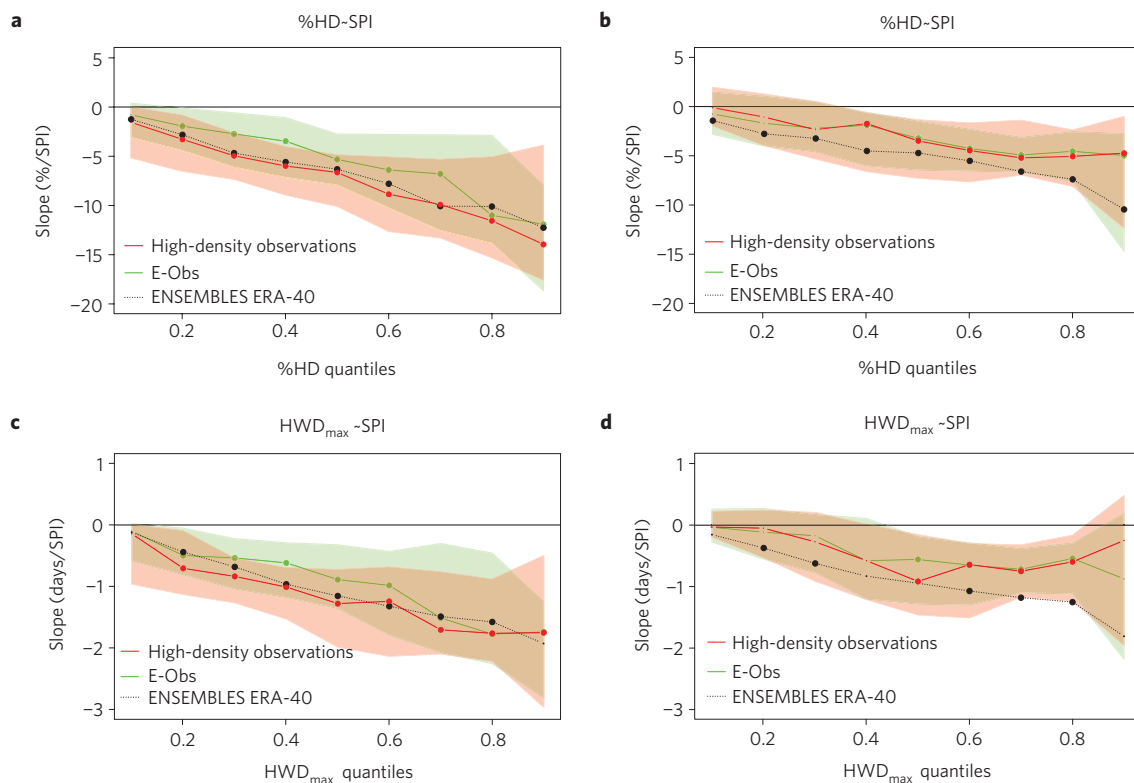 a
%HD~SPI
5
0
−5
−10
−15
−20
Slope (%/SPI)
High-density observations
E-Obs
ENSEMBLES ERA-40
0.2 0.4 0.6 0.8
%HD quantiles
b
%HD~SPI
5
0
−5
−10
−15
−20
Slope (%/SPI)
High-density observations
E-Obs
ENSEMBLES ERA-40
0.2 0.4 0.6 0.8
%HD quantiles
c
HWDmax ~SPI
1
0
−1
−2
−3
Slope (days/SPI)
High-density observations
E-Obs
ENSEMBLES ERA-40
0.2 0.4 0.6 0.8
HWDmax quantiles
d
HWDmax ~SPI
1
0
−1
−2
−3
Slope (days/SPI)
High-density observations
E-Obs
ENSEMBLES ERA-40
0.2 0.4 0.6 0.8
HWDmax quantiles